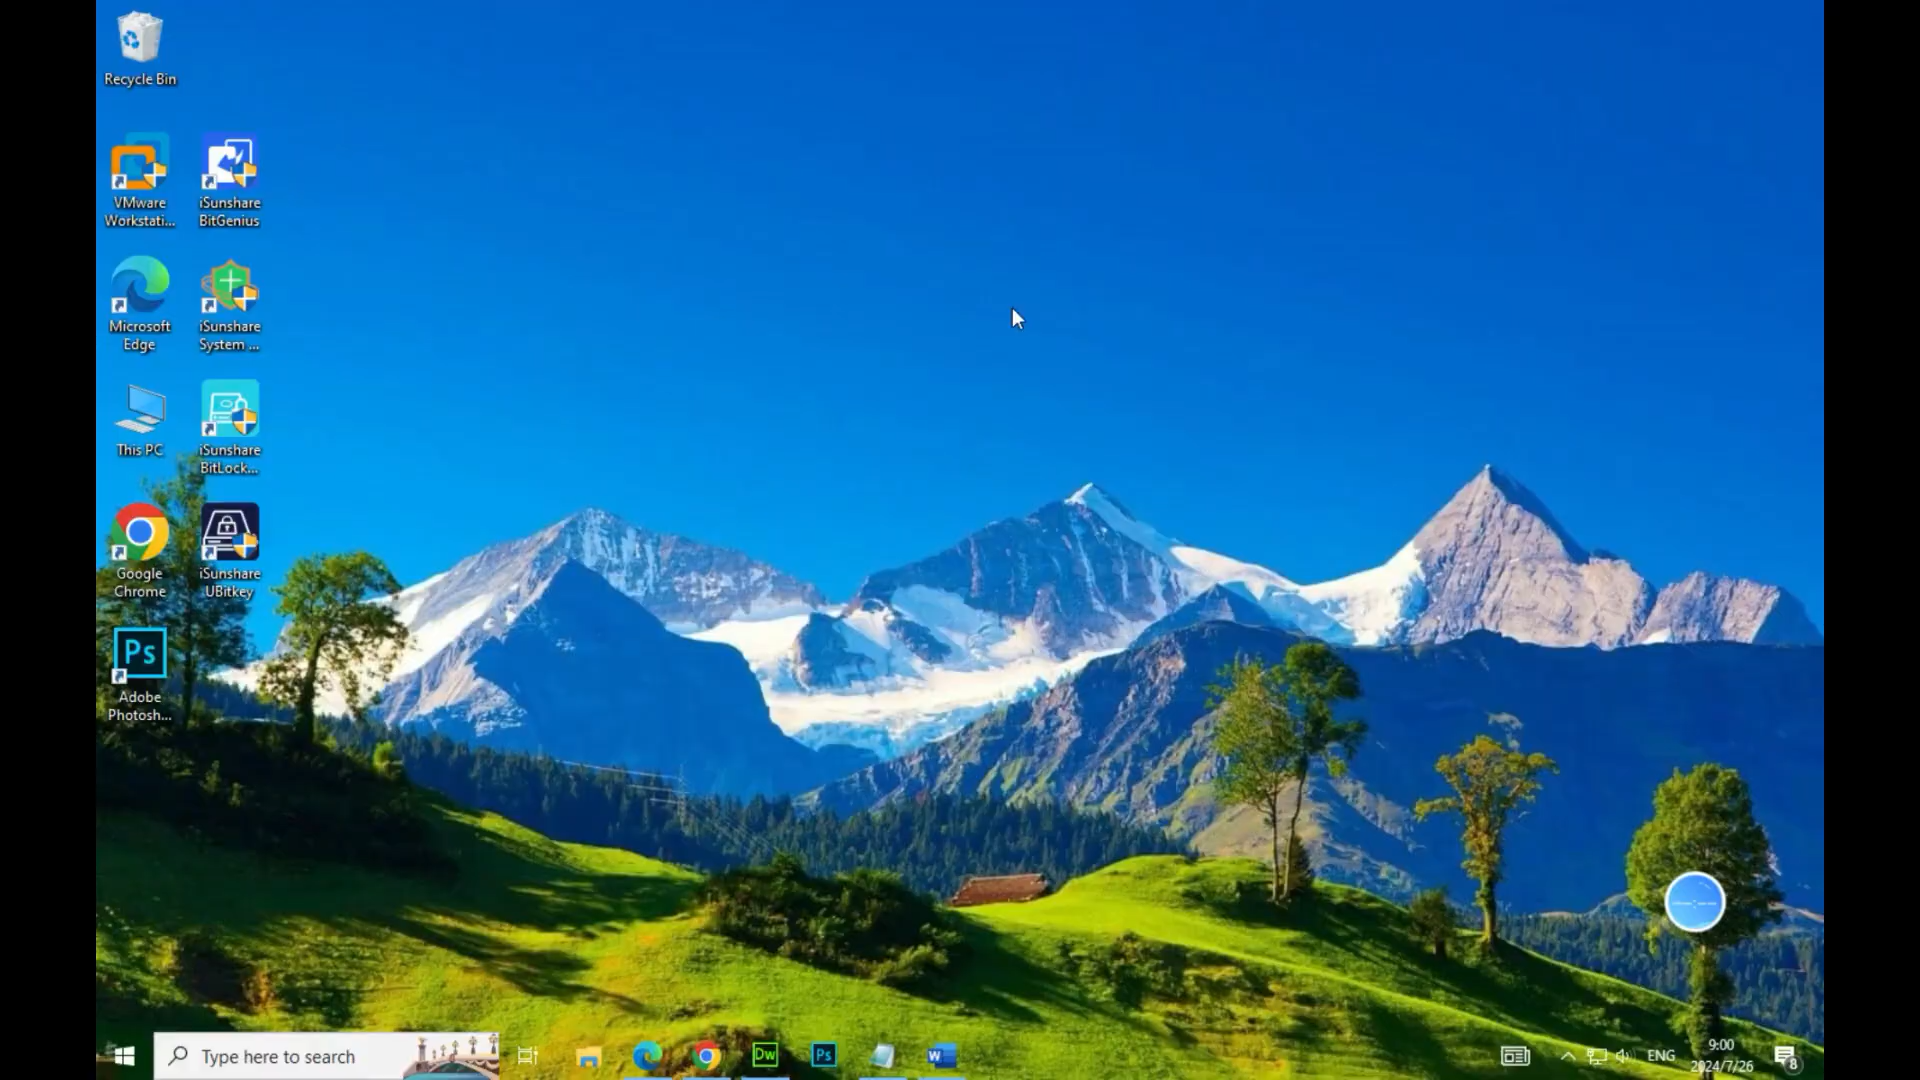 Recycle Bin
VMware
Workstati...
iSunshare
BitGenius
Microsoft
Edge
iSunshare
System ...
This PC
iSunshare
BitLock...
Google
Chrome
iSunshare
UBitkey
Ps
Adobe
Photosh...
Type here to search
Dw
Ps
W
ENG
9:00
2024/7/26
8